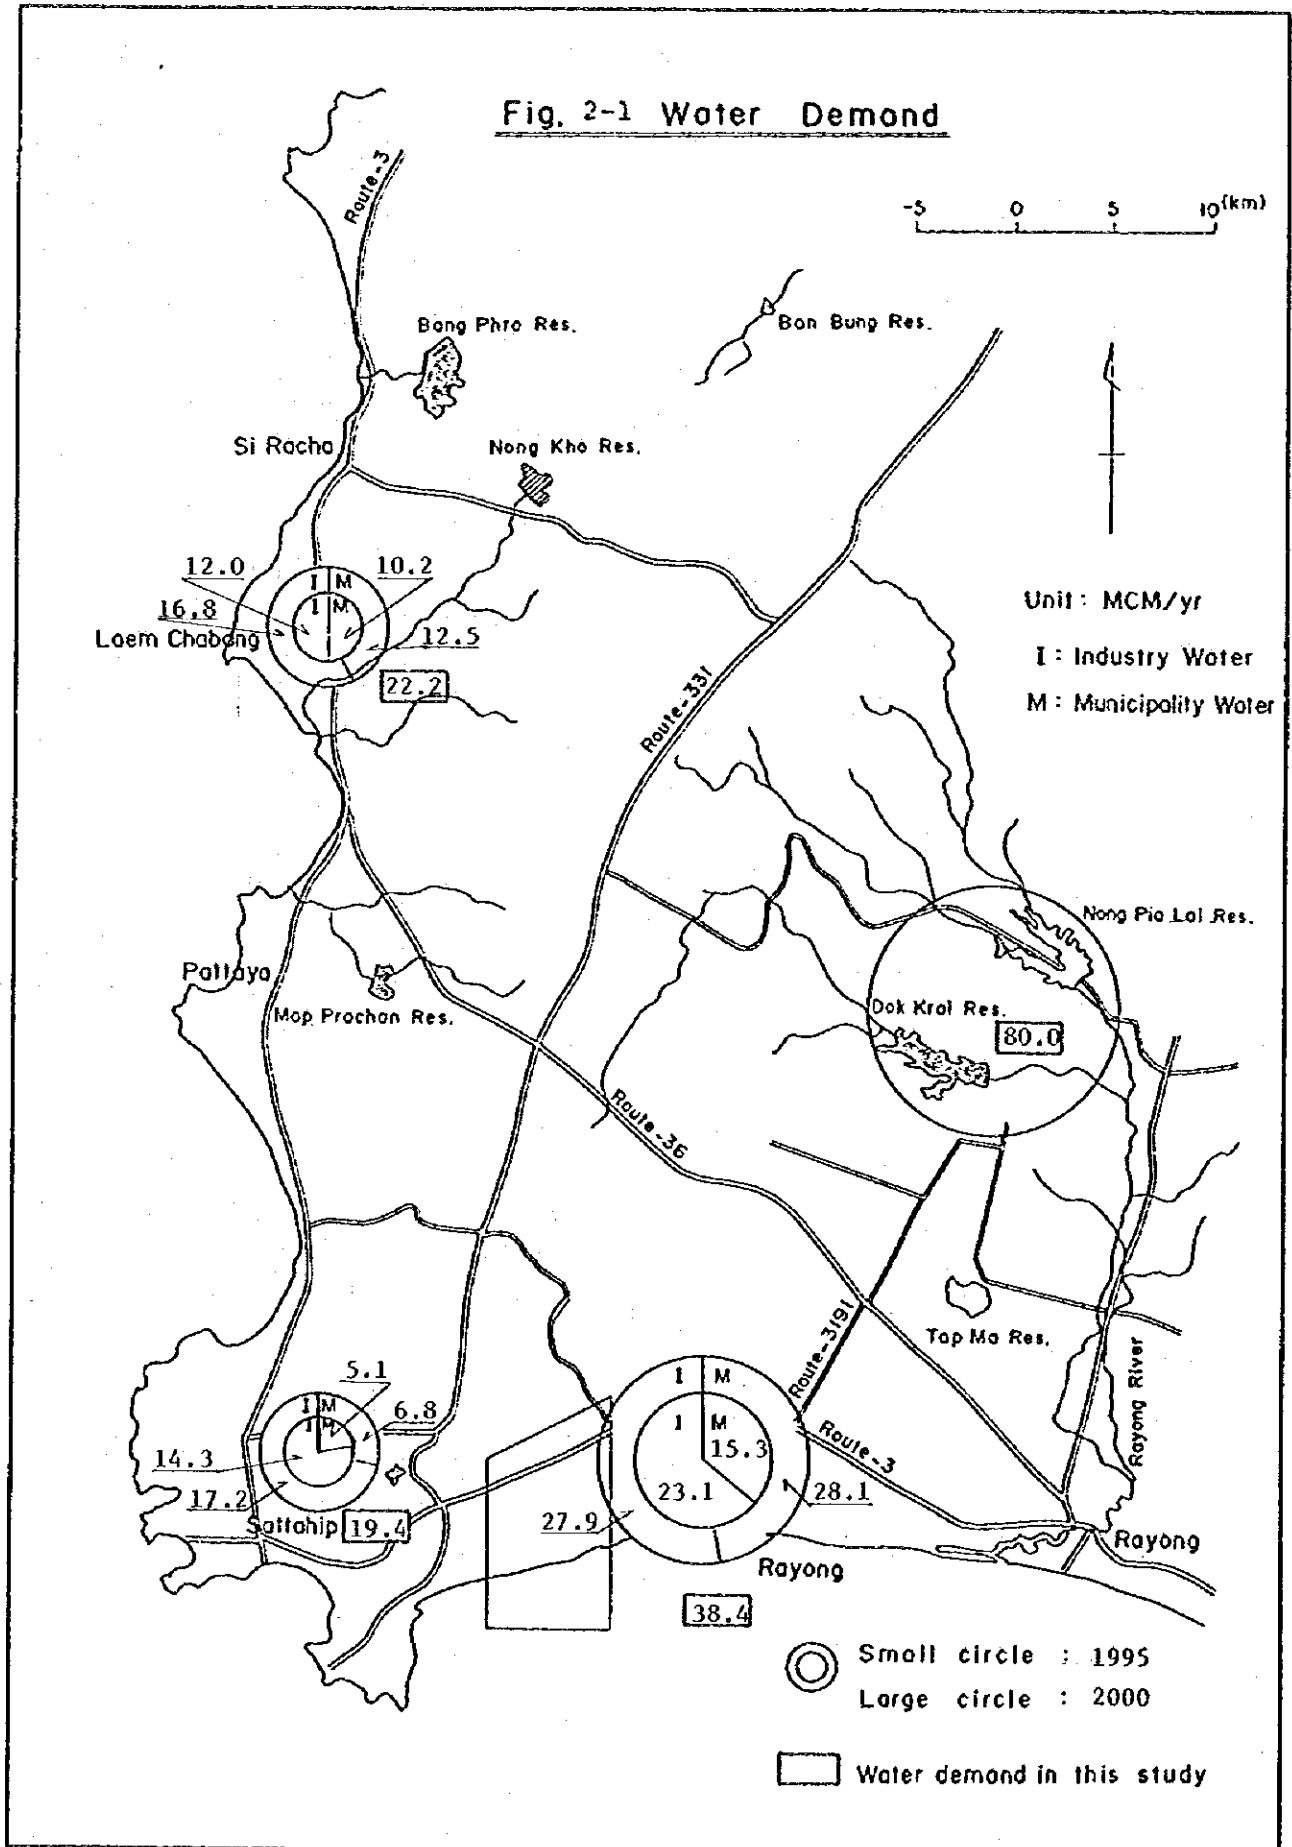 Fig. 2-1 Water Demond
Route-3
-5 0 5 10(km)
Bang Phra Res.
Ban Bung Res.
Si Racha
Nong Kho Res.
12.0
10.2
I M
I M
16.8
12.5
Laem Chabang
22.2
Unit : MCM/yr
I : Industry Water
M : Municipality Water
Route-331
Nong Pla Lai Res.
Pattaya
Map Prachan Res.
Dok Krai Res.
80.0
Route-36
Route-3191
Tap Ma Res.
Rayong River
5.1
I M
I M
6.8
14.3
17.2
Sattahip
19.4
I M
I M
15.3
23.1
28.1
27.9
Route-3
Rayong
Rayong
38.4
Small circle : 1995
Large circle : 2000
Water demond in this study